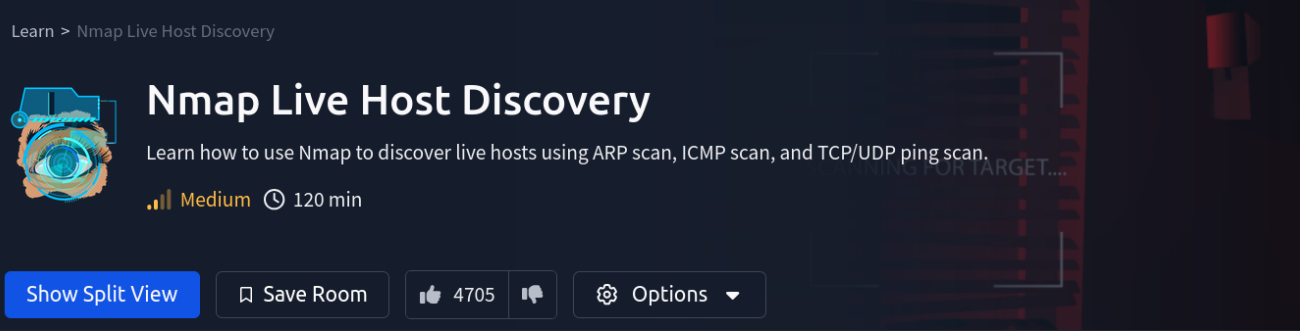 Learn > Nmap Live Host Discovery
Nmap Live Host Discovery
Learn how to use Nmap to discover live hosts using ARP scan, ICMP scan, and TCP/UDP ping scan.
CANNING FOR TARGET....
Medium 120 min
Show Split View Save Room 4705 Options